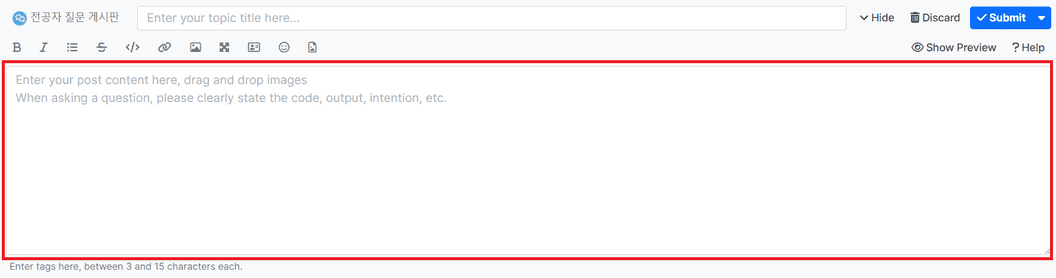 전공자 질문 게시판
Enter your topic title here...
Hide
Discard
Submit
B I S </>
Show Preview
? Help
Enter your post content here, drag and drop images
When asking a question, please clearly state the code, output, intention, etc.
Enter tags here, between 3 and 15 characters each.